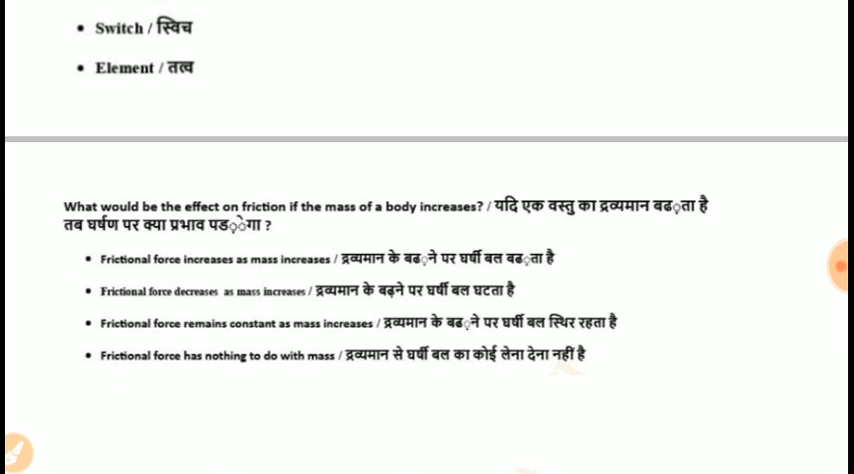 • Switch / स्विच
• Element / तत्व
What would be the effect on friction if the mass of a body increases? / यदि एक वस्तु का द्रव्यमान बढ़ता है
तब घर्षण पर क्या प्रभाव पड़ेगा ?
• Frictional force increases as mass increases / द्रव्यमान के बढ़ने पर घर्षी बल बढ़ता है
• Frictional force decreases as mass increases / द्रव्यमान के बढ़ने पर घर्षी बल घटता है
• Frictional force remains constant as mass increases / द्रव्यमान के बढ़ने पर घर्षी बल स्थिर रहता है
• Frictional force has nothing to do with mass / द्रव्यमान से घर्षी बल का कोई लेना देना नहीं है